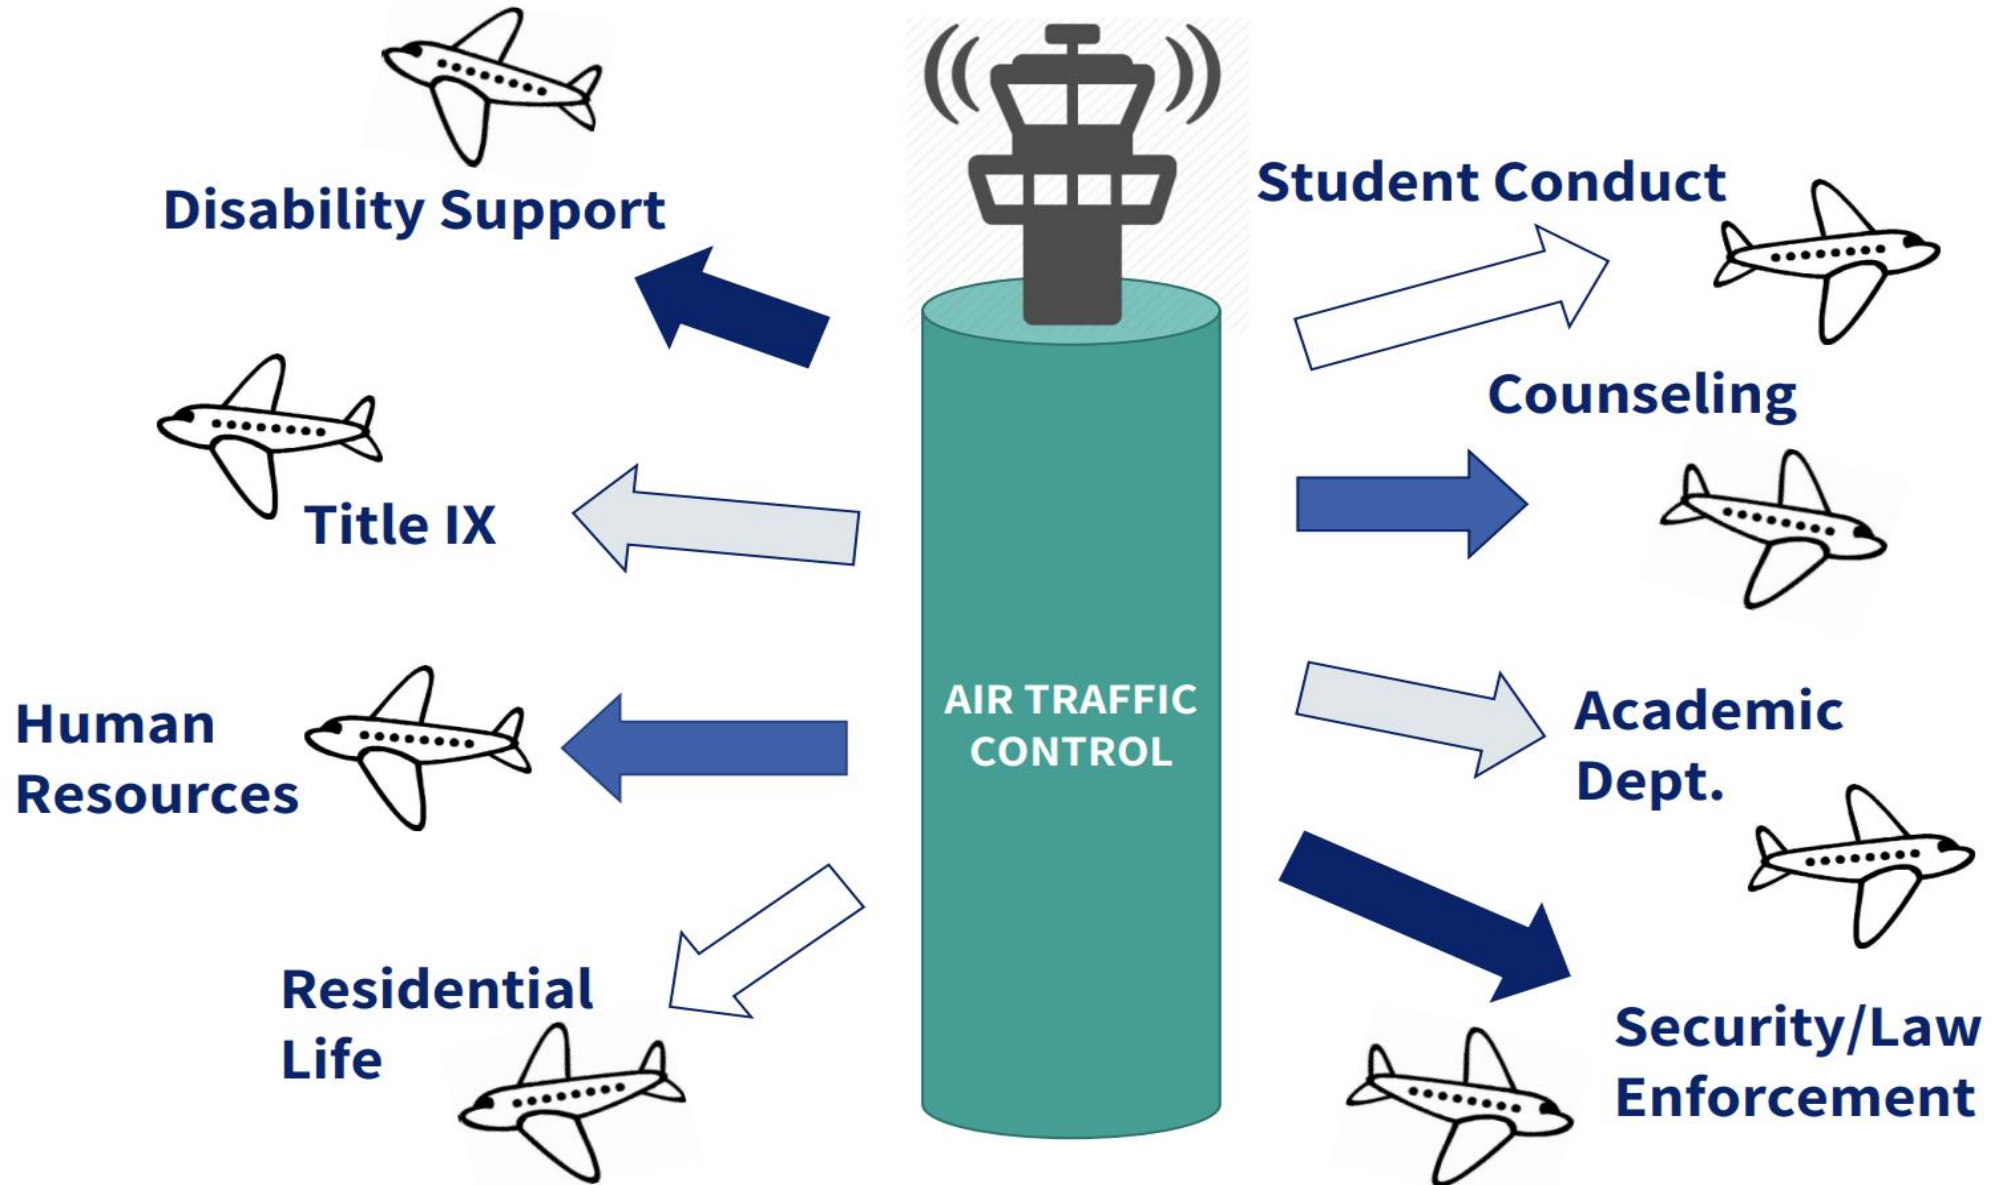 Disability Support
Student Conduct
Counseling
Title IX
AIR TRAFFIC
CONTROL
Human
Resources
Academic
Dept.
Residential
Life
Security/Law
Enforcement